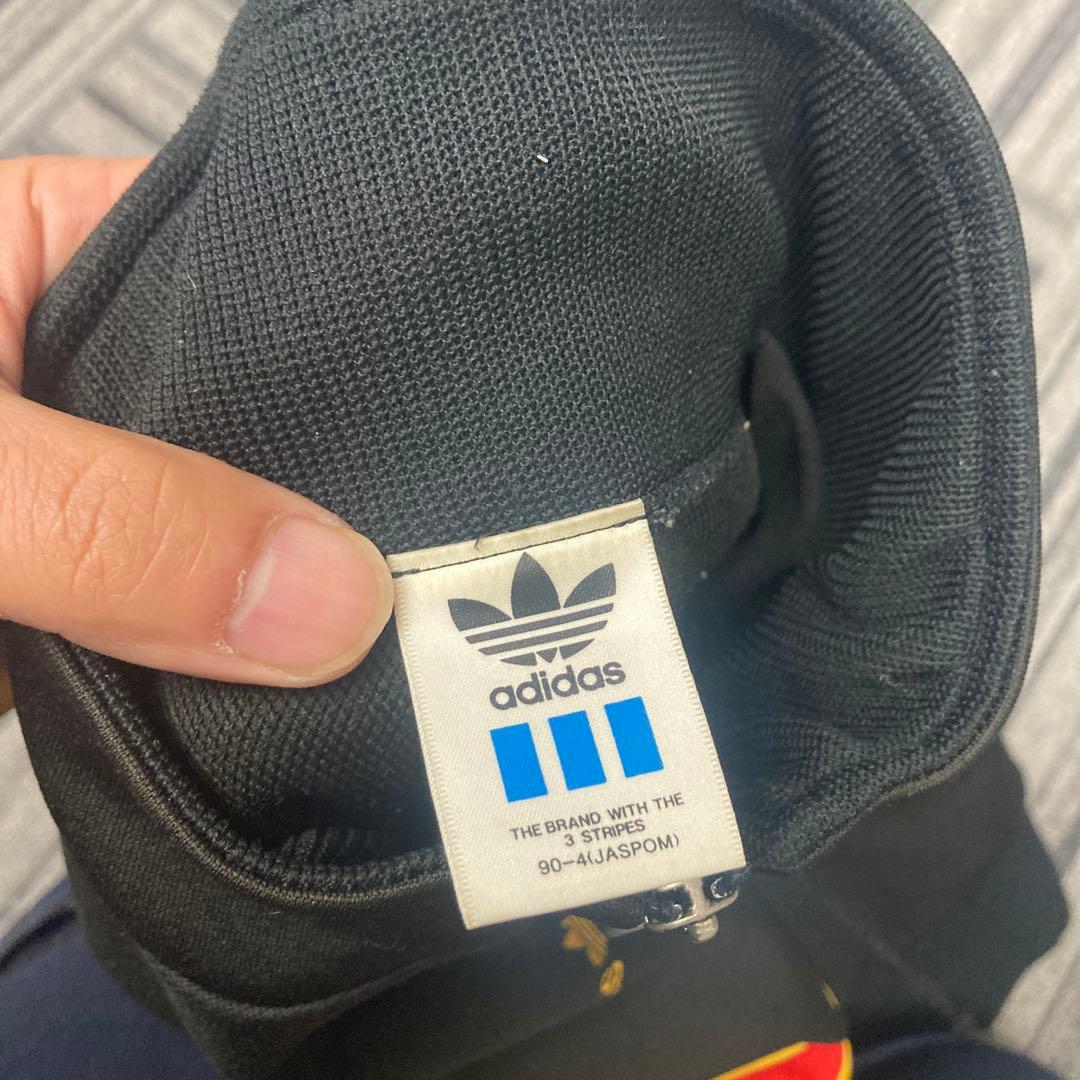 adidas
THE BRAND WITH THE
3 STRIPES
90-4(JASPOM)